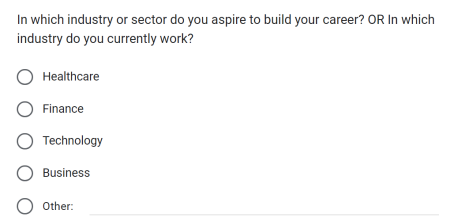 In which industry or sector do you aspire to build your career? OR In which
industry do you currently work?
Healthcare
Finance
Technology
Business
Other: